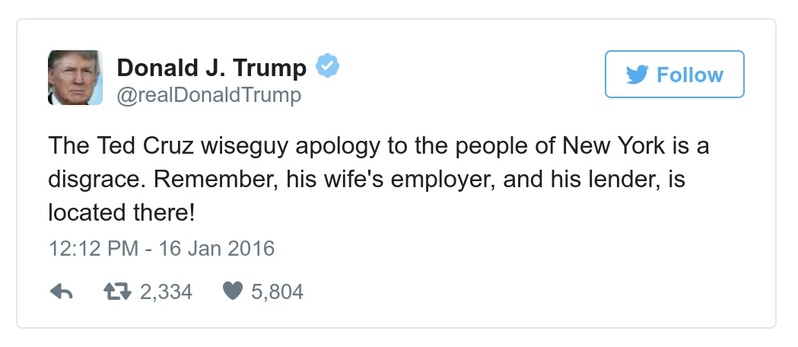 Donald J. Trump
@realDonaldTrump
Follow
The Ted Cruz wiseguy apology to the people of New York is a
disgrace. Remember, his wife's employer, and his lender, is
located there!
12:12 PM - 16 Jan 2016
2,334 5,804